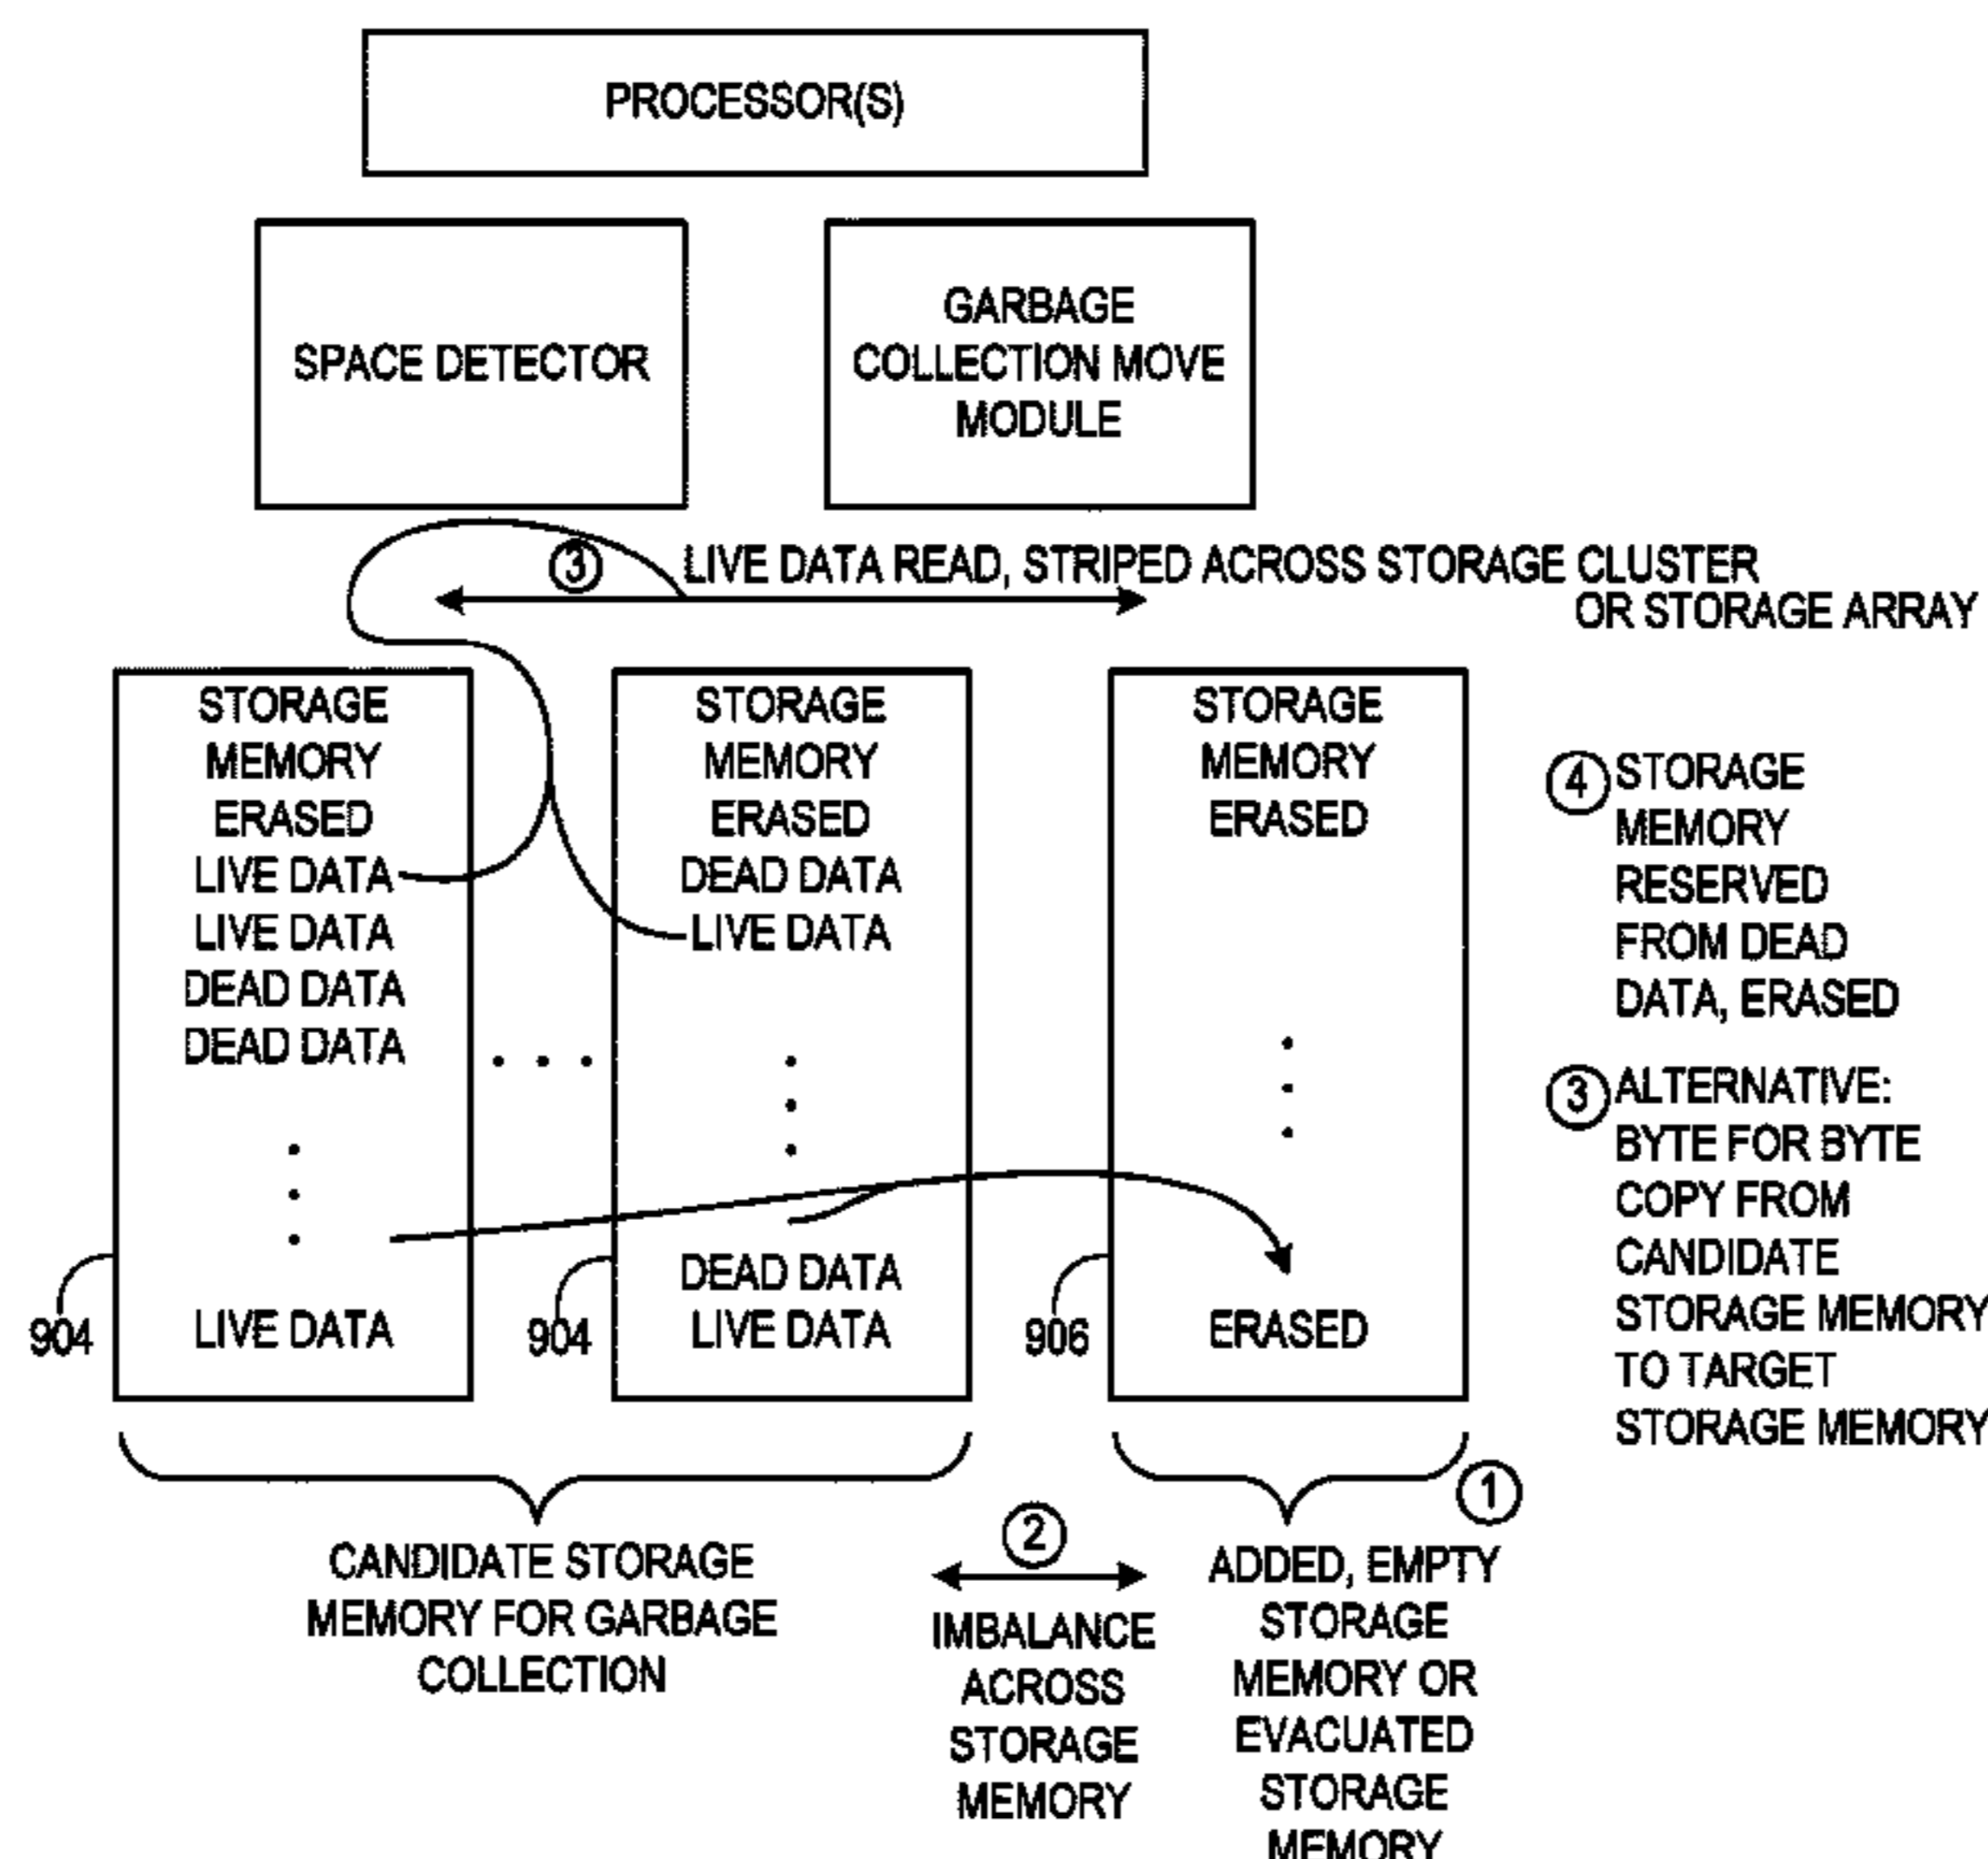 PROCESSOR(S)
SPACE DETECTOR
GARBAGE
COLLECTION MOVE
MODULE
3
LIVE DATA READ, STRIPED ACROSS STORAGE CLUSTER
OR STORAGE ARRAY
STORAGE
MEMORY
ERASED
LIVE DATA
LIVE DATA
DEAD DATA
DEAD DATA
LIVE DATA
904
STORAGE
MEMORY
ERASED
DEAD DATA
LIVE DATA
DEAD DATA
LIVE DATA
904
STORAGE
MEMORY
ERASED
ERASED
906
4 STORAGE
MEMORY
RESERVED
FROM DEAD
DATA, ERASED
3 ALTERNATIVE:
BYTE FOR BYTE
COPY FROM
CANDIDATE
STORAGE MEMORY
TO TARGET
STORAGE MEMORY
CANDIDATE STORAGE
MEMORY FOR GARBAGE
COLLECTION
2
IMBALANCE
ACROSS
STORAGE
MEMORY
1
ADDED, EMPTY
STORAGE
MEMORY OR
EVACUATED
STORAGE
MEMORY